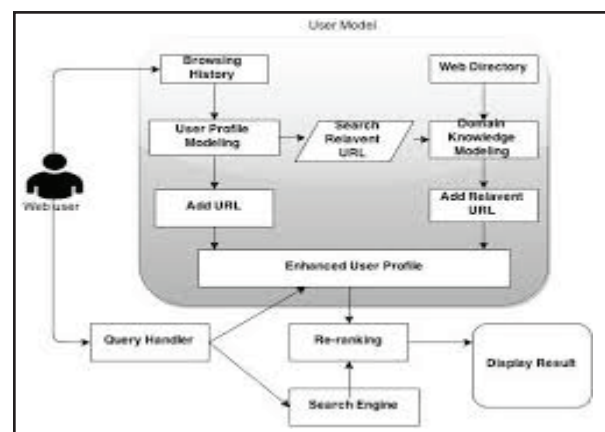 User Model
Browsing
History
Web Directory
User Profile
Modeling
Search
Relavent
URL
Domain
Knowledge
Modeling
Web user
Add URL
Add Relavent
URL
Enhanced User Profile
Query Handler
Re-ranking
Display Result
Search Engine